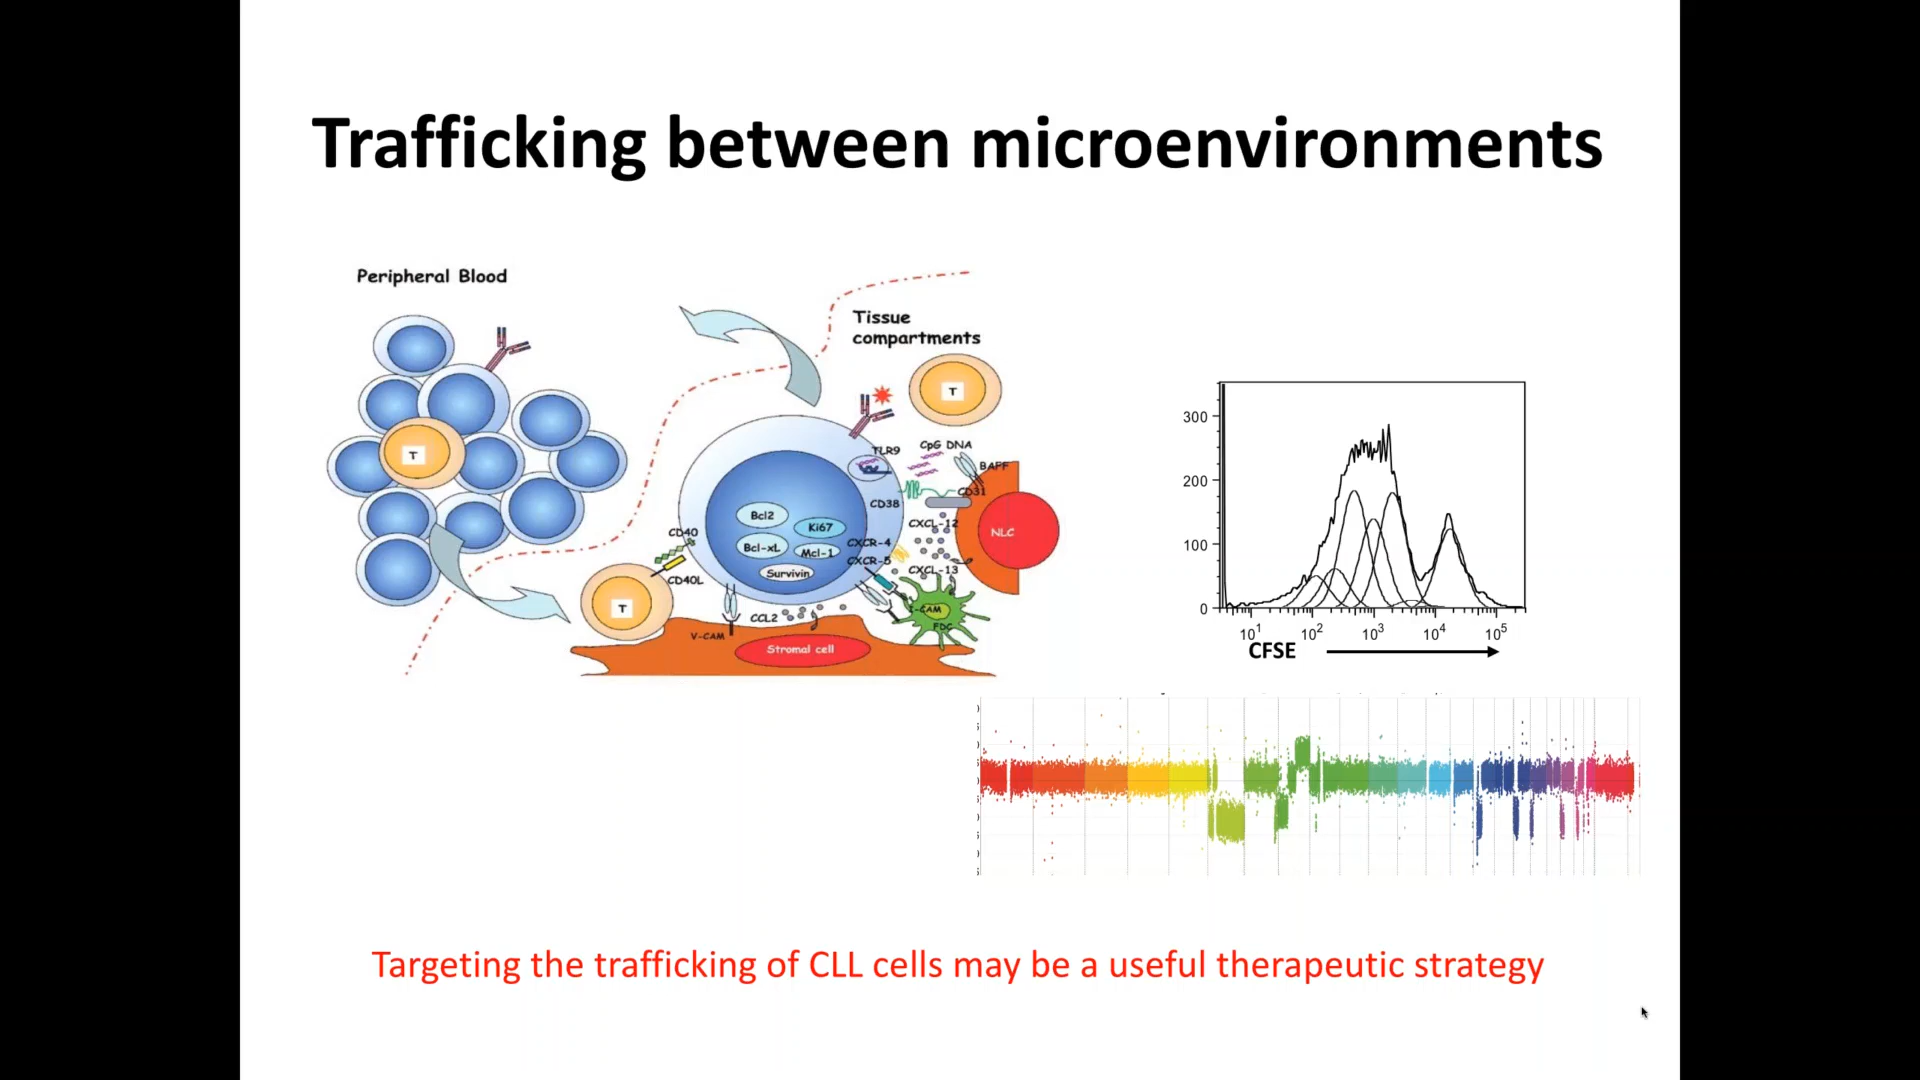 Trafficking between microenvironments
Peripheral Blood
Tissue
compartments
T
T
TLR9
CpG DNA
BAFF
CD31
CD38
CXCL-12
NLC
Bcl2
Ki67
CD40
Bcl-xL
Mcl-1
CXCR-4
CXCR-5
CXCL-13
Survivin
CD40L
T
CCL2
I-CAM
FDC
V-CAM
Stromal cell
300
200
100
0
10¹ 10² 10³ 10⁴ 10⁵
CFSE
Targeting the trafficking of CLL cells may be a useful therapeutic strategy